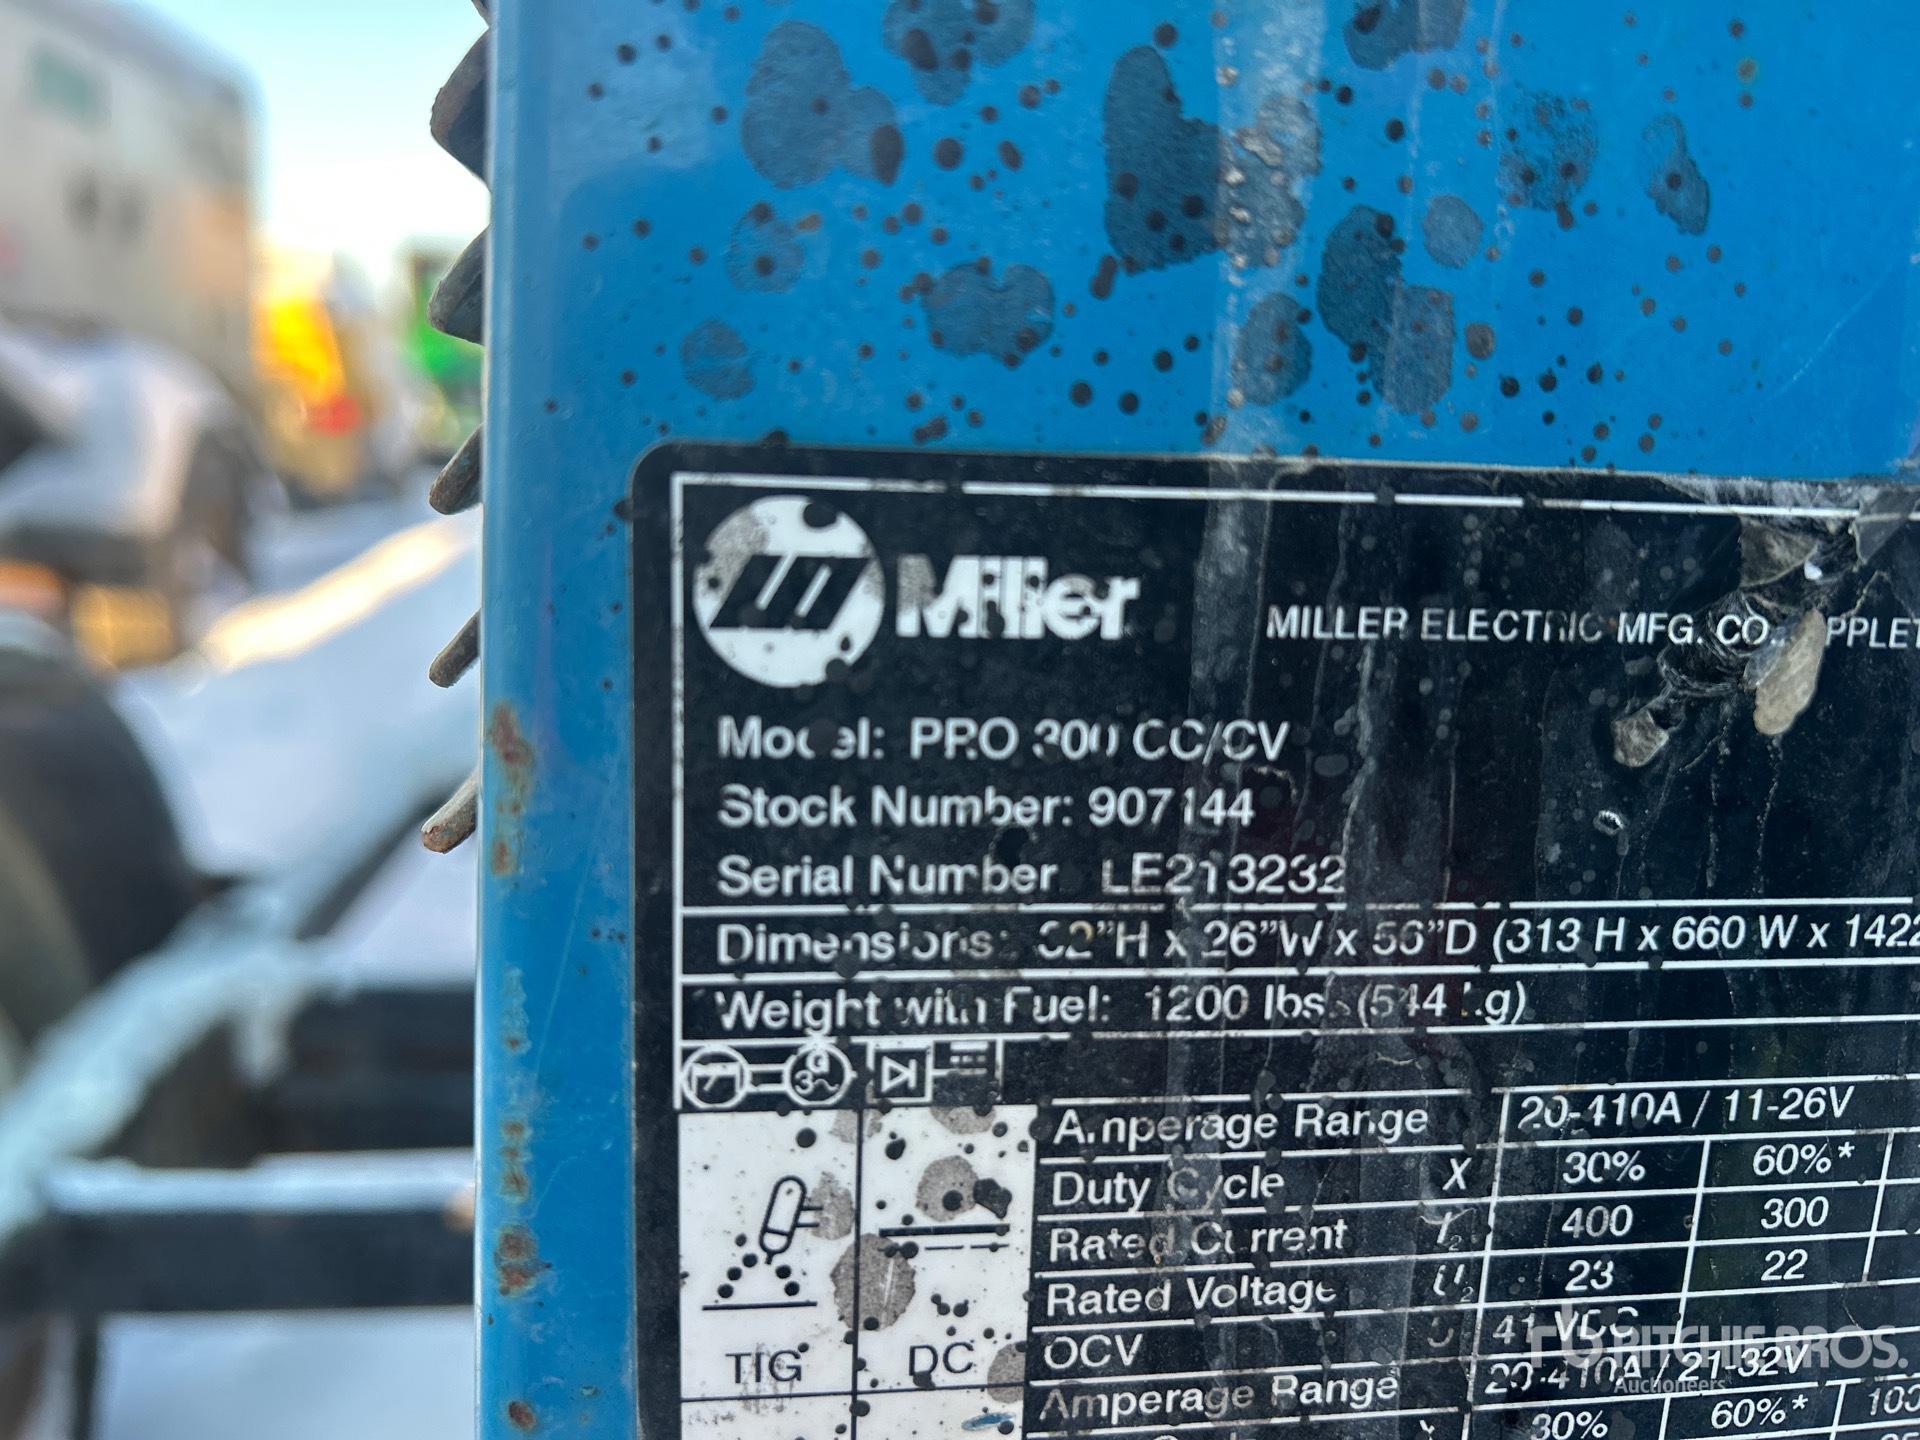 Miller
MILLER ELECTRIC MFG. CO.
Model: PRO 300 CC/CV
Stock Number: 907144
Serial Number LE213232
Dimensions: 32"H x 26"W x 56"D (313 H x 660 W x 1422
Weight with Fuel: 1200 lbs. (544 kg)
G
3~
Amperage Range 20-410A / 11-26V
Duty Cycle X 30% 60%*
Rated Current I2 400 300
Rated Voltage U2 23 22
OCV U 41 VDC
TIG DC
Amperage Range 20-410A / 21-32V
30% 60%* 100
RITCHIE BROS.
Auctioneers